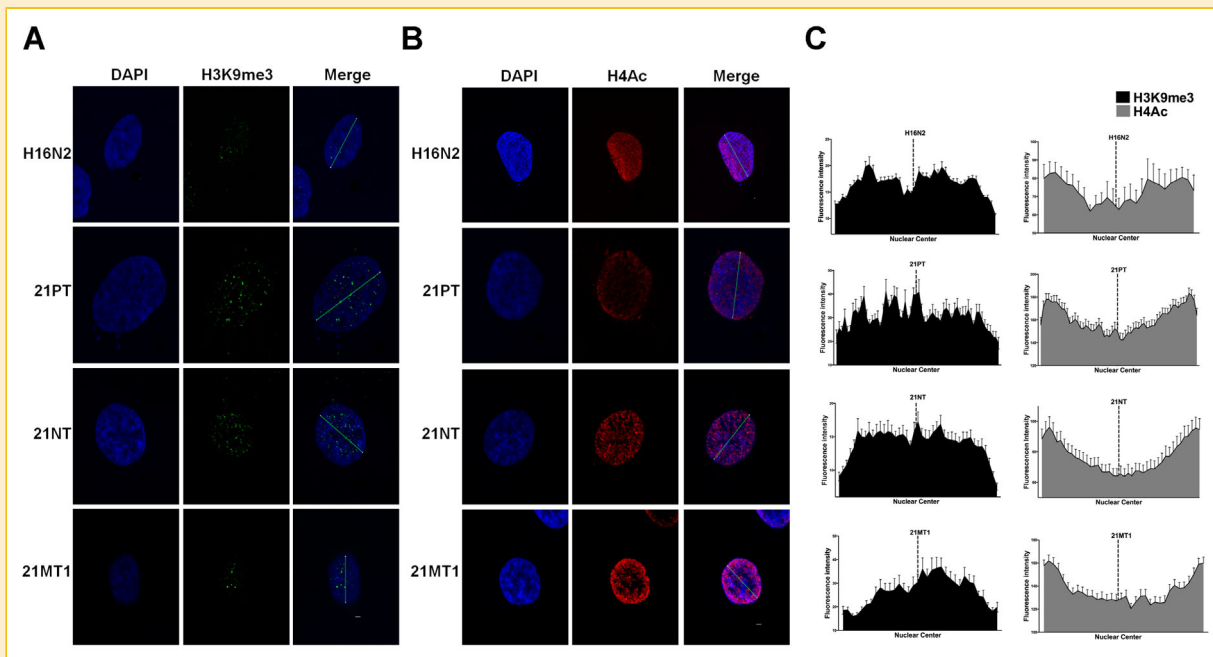 A
DAPI H3K9me3 Merge
H16N2
21PT
21NT
21MT1
B
DAPI H4Ac Merge
H16N2
21PT
21NT
21MT1
C
H3K9me3
H4Ac
H16N2
Fluorescence intensity
Nuclear Center
H16N2
Fluorescence intensity
Nuclear Center
21PT
Fluorescence intensity
Nuclear Center
21PT
Fluorescence intensity
Nuclear Center
21NT
Fluorescence intensity
Nuclear Center
21NT
Fluorescencen intensity
Nuclear Center
21MT1
Fluorescence intensity
Nuclear Center
21MT1
Fluorescence intensity
Nuclear Center